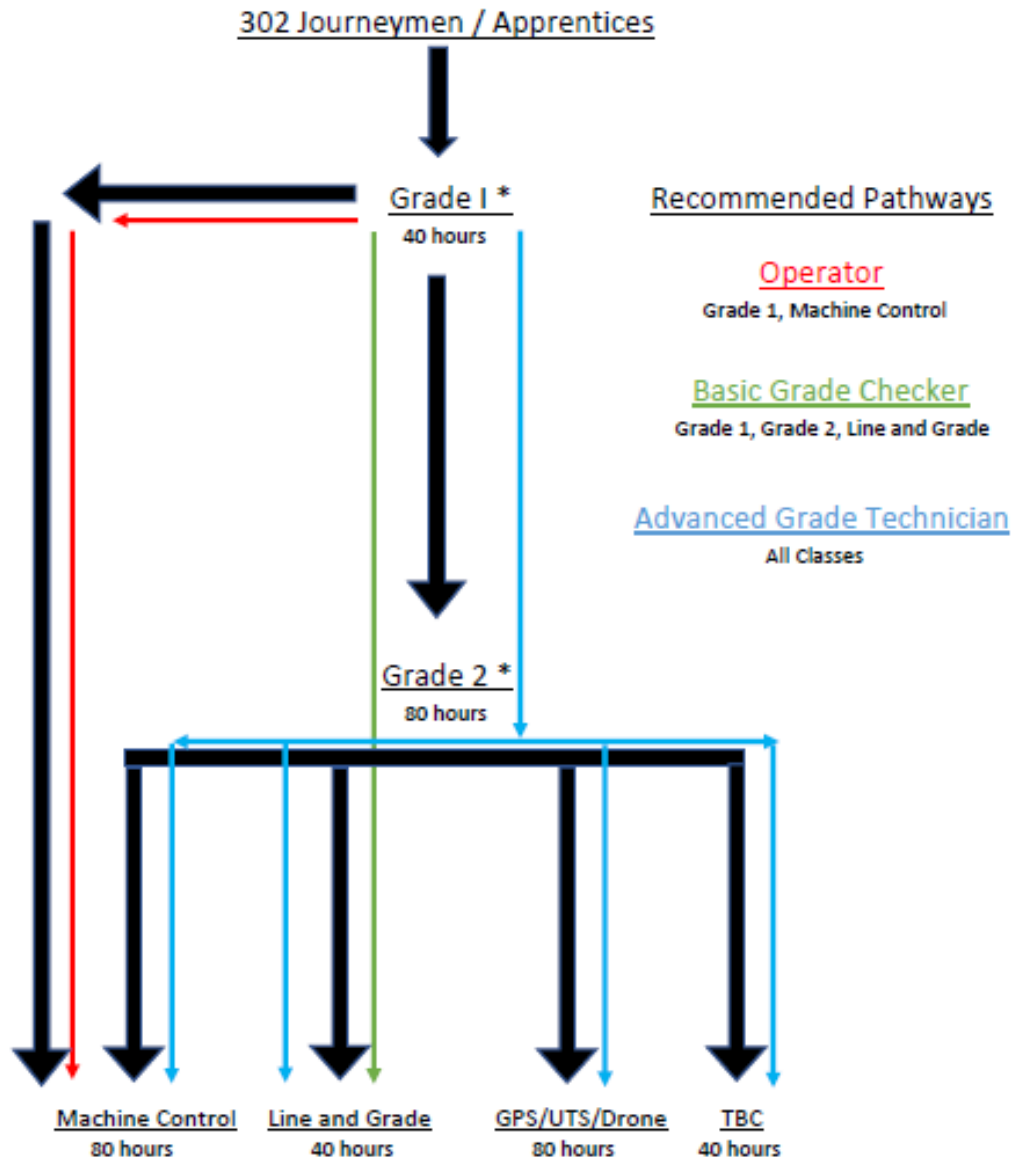 302 Journeymen / Apprentices
Grade I *
40 hours
Recommended Pathways
Operator
Grade 1, Machine Control
Basic Grade Checker
Grade 1, Grade 2, Line and Grade
Advanced Grade Technician
All Classes
Grade 2 *
80 hours
Machine Control
80 hours
Line and Grade
40 hours
GPS/UTS/Drone
80 hours
TBC
40 hours